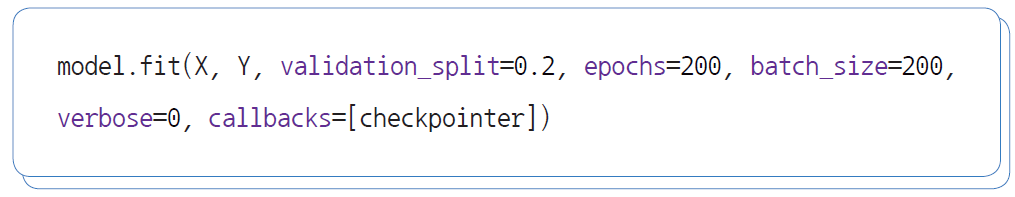 model.fit(X, Y, validation_split=0.2, epochs=200, batch_size=200,
verbose=0, callbacks=[checkpointer])